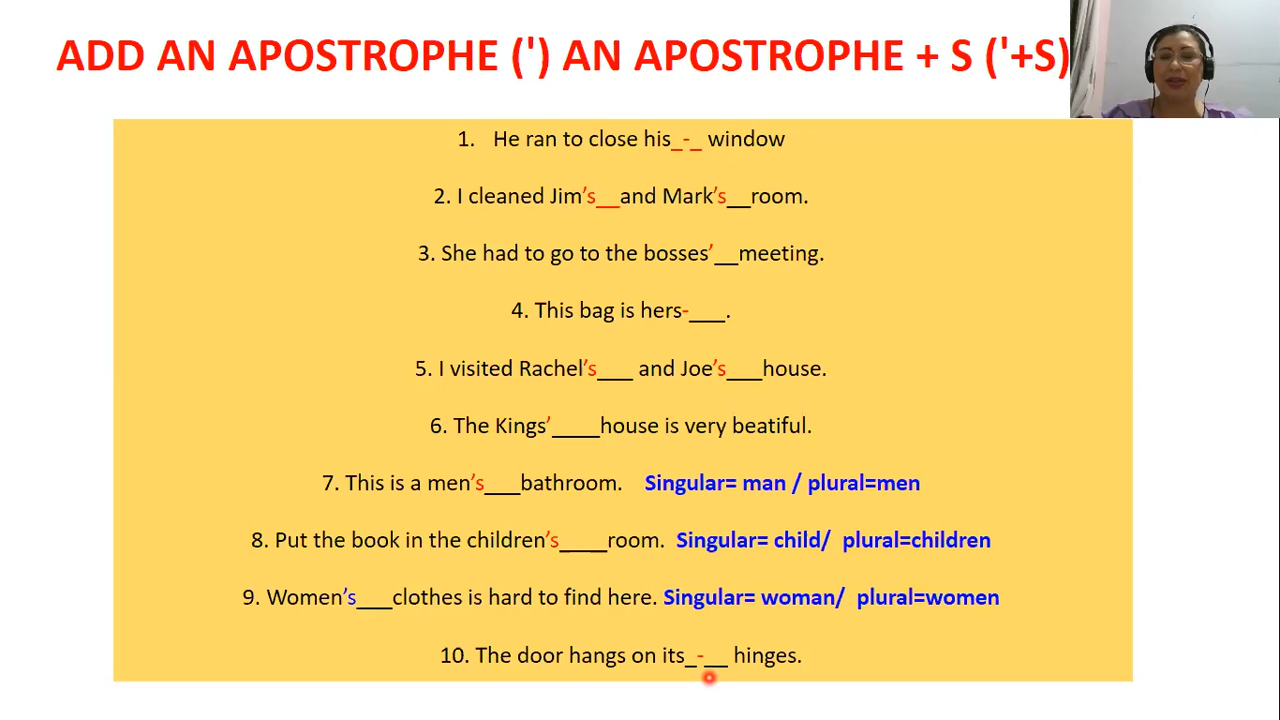 ADD AN APOSTROPHE (') AN APOSTROPHE + S ('+S)
1. He ran to close his_-_ window
2. I cleaned Jim’s__and Mark’s__room.
3. She had to go to the bosses’__meeting.
4. This bag is hers-___.
5. I visited Rachel’s___ and Joe’s___house.
6. The Kings’____house is very beatiful.
7. This is a men’s___bathroom. Singular= man / plural=men
8. Put the book in the children’s____room. Singular= child/ plural=children
9. Women’s___clothes is hard to find here. Singular= woman/ plural=women
10. The door hangs on its_-__ hinges.